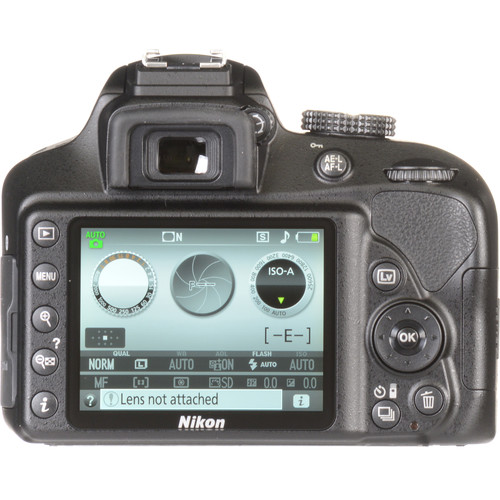 AE-L
AF-L
AUTO
N
S
MENU
ISO-A
AUTO
Lv
OK
[-E-]
QUAL WB ADL FLASH ISO
NORM L AUTO ON AUTO AUTO
MF SD 0.0 0.0
? Lens not attached i
?
i
Nikon